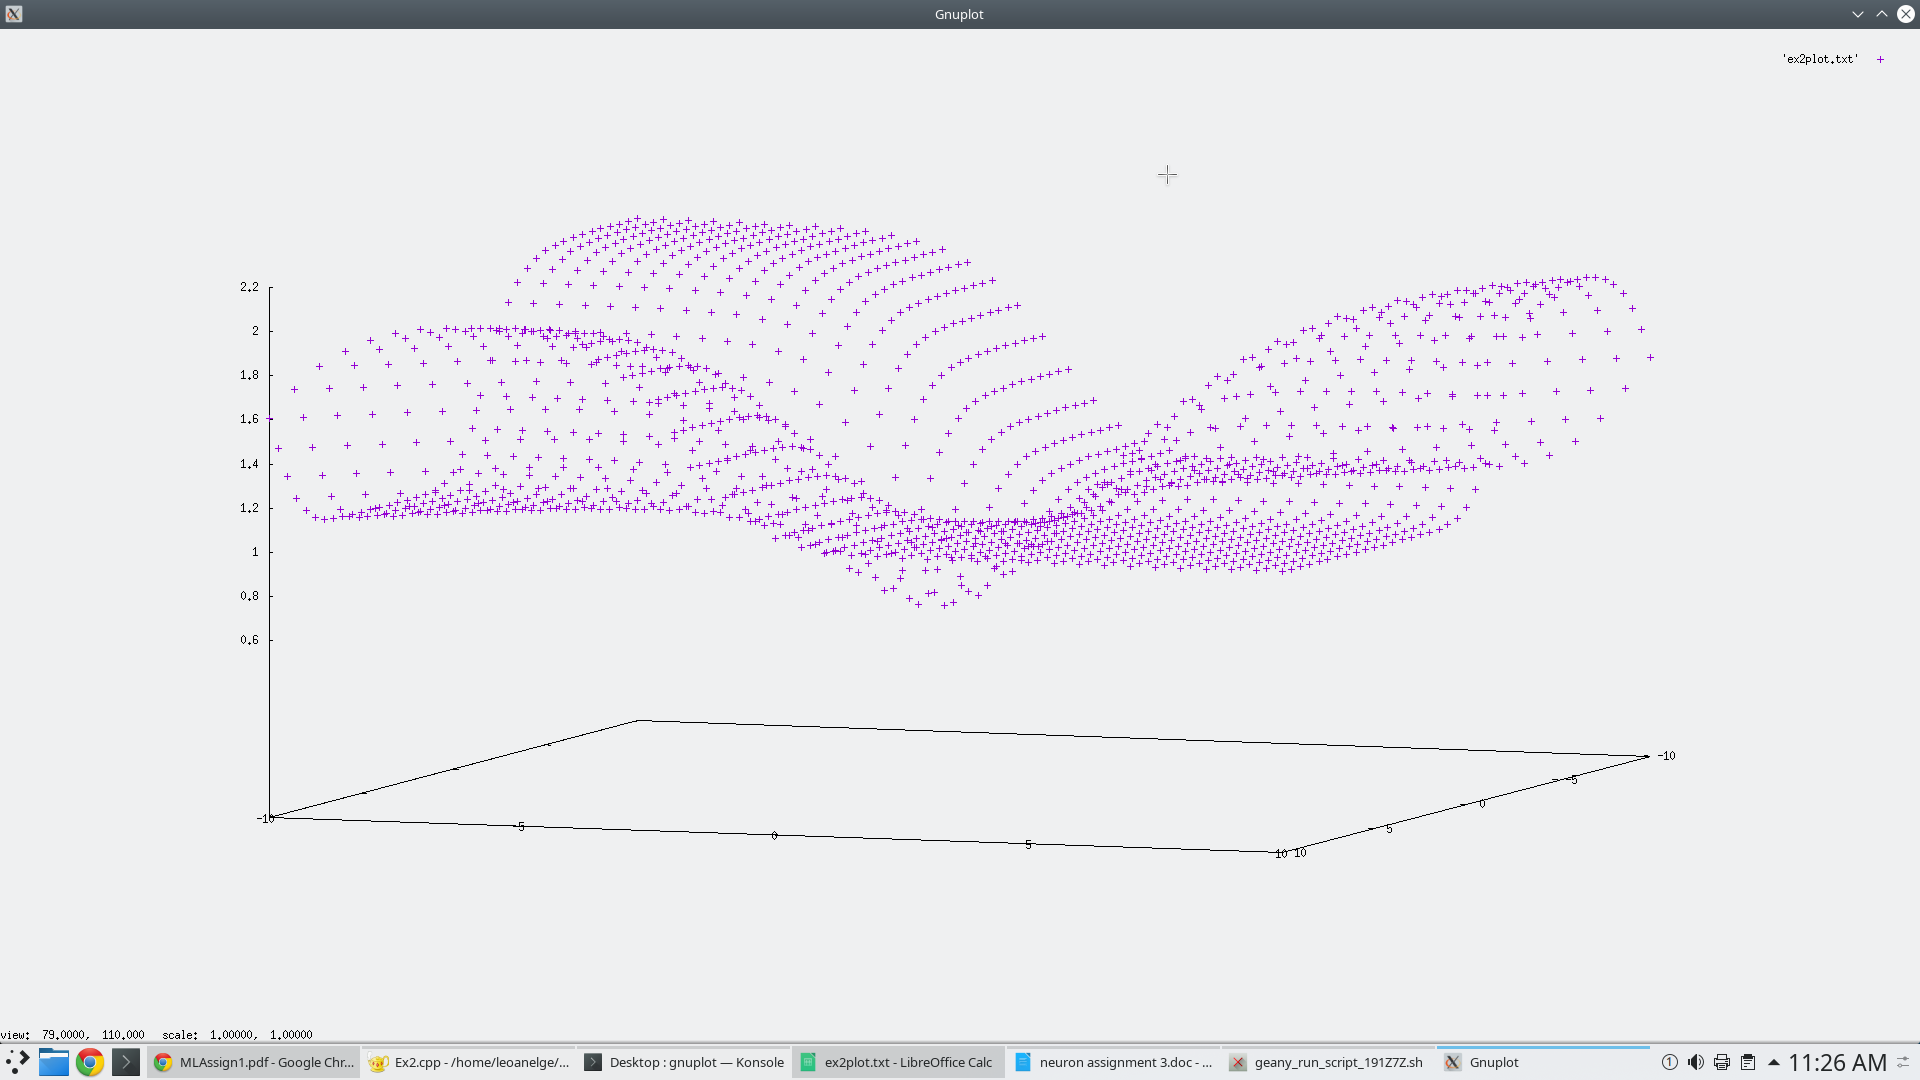 Gnuplot
'ex2plot.txt'
2.2
2
1.8
1.6
1.4
1.2
1
0.8
0.6
-10
-5
0
5
10
10
5
0
-5
-10
view: 79.0000, 110.000 scale: 1.00000, 1.00000
MLAssign1.pdf - Google Chr...
Ex2.cpp - /home/leoanelge/...
Desktop : gnuplot — Konsole
ex2plot.txt - LibreOffice Calc
neuron assignment 3.doc - ...
geany_run_script_191Z7Z.sh
Gnuplot
1
11:26 AM